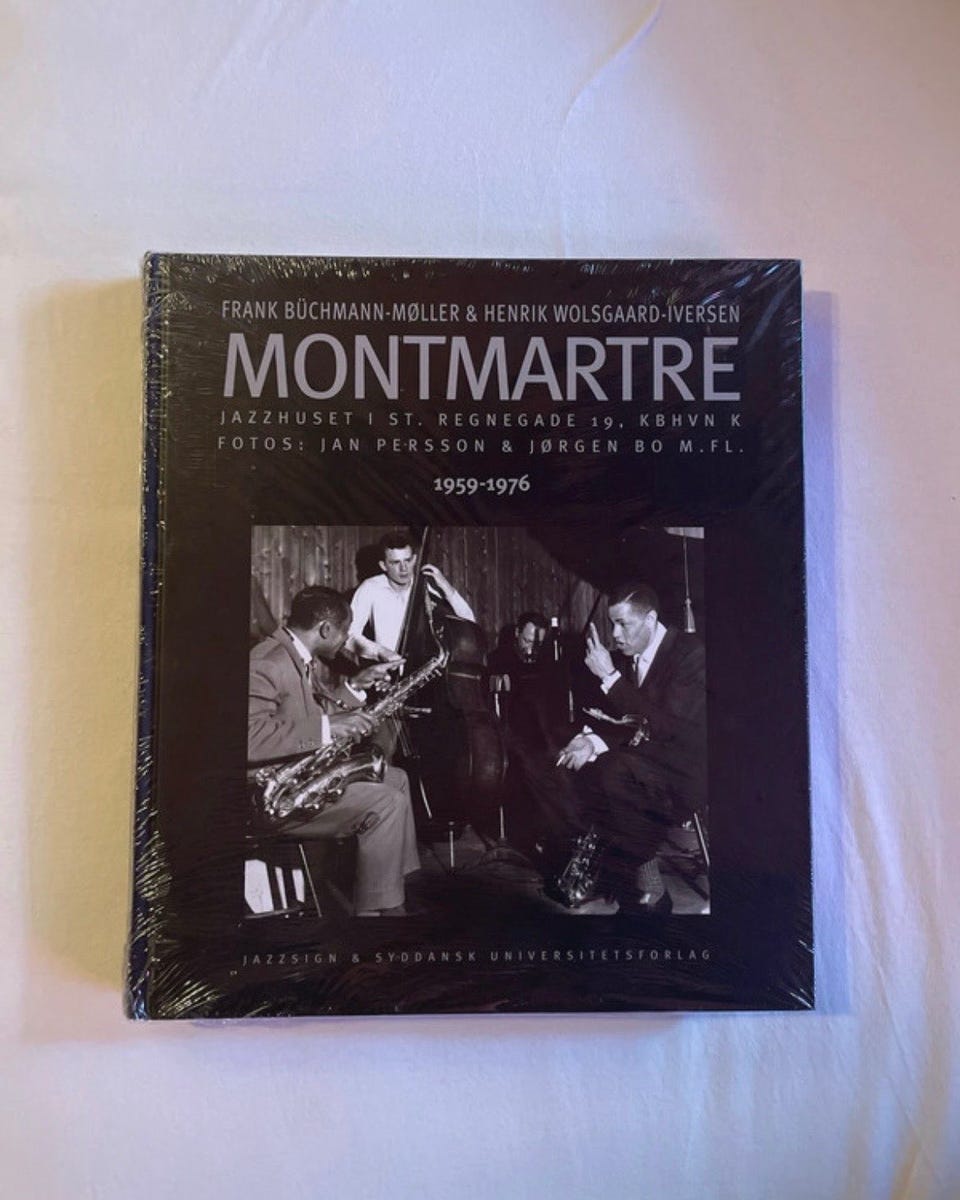 FRANK BÜCHMANN-MØLLER & HENRIK WOLSGAARD-IVERSEN
MONTMARTRE
JAZZHUSET I ST. REGNEGADE 19, KBHVN K
FOTOS: JAN PERSSON & JØRGEN BO M.FL.
1959-1976
JAZZSIGN & SYDDANSK UNIVERSITETSFORLAG